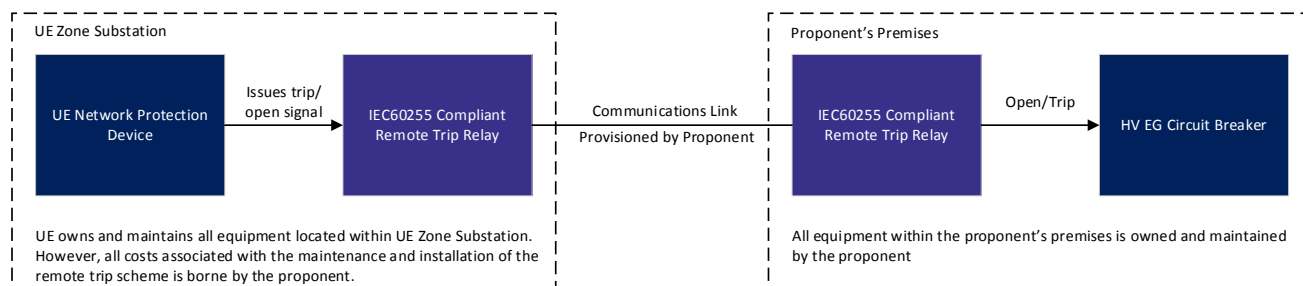 UE Zone Substation
UE Network Protection
Device
Issues trip/
open signal
IEC60255 Compliant
Remote Trip Relay
UE owns and maintains all equipment located within UE Zone Substation.
However, all costs associated with the maintenance and installation of the
remote trip scheme is borne by the proponent.
Communications Link
Provisioned by Proponent
Proponent's Premises
IEC60255 Compliant
Remote Trip Relay
Open/Trip
HV EG Circuit Breaker
All equipment within the proponent's premises is owned and maintained
by the proponent